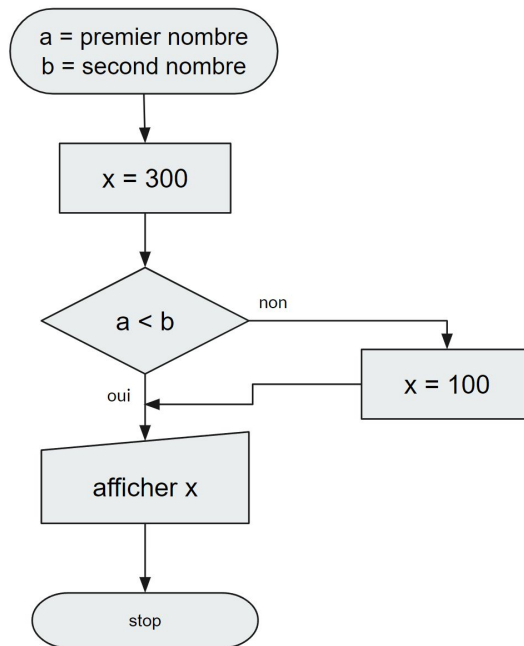 a = premier nombre
b = second nombre
x = 300
a < b
non
x = 100
oui
afficher x
stop